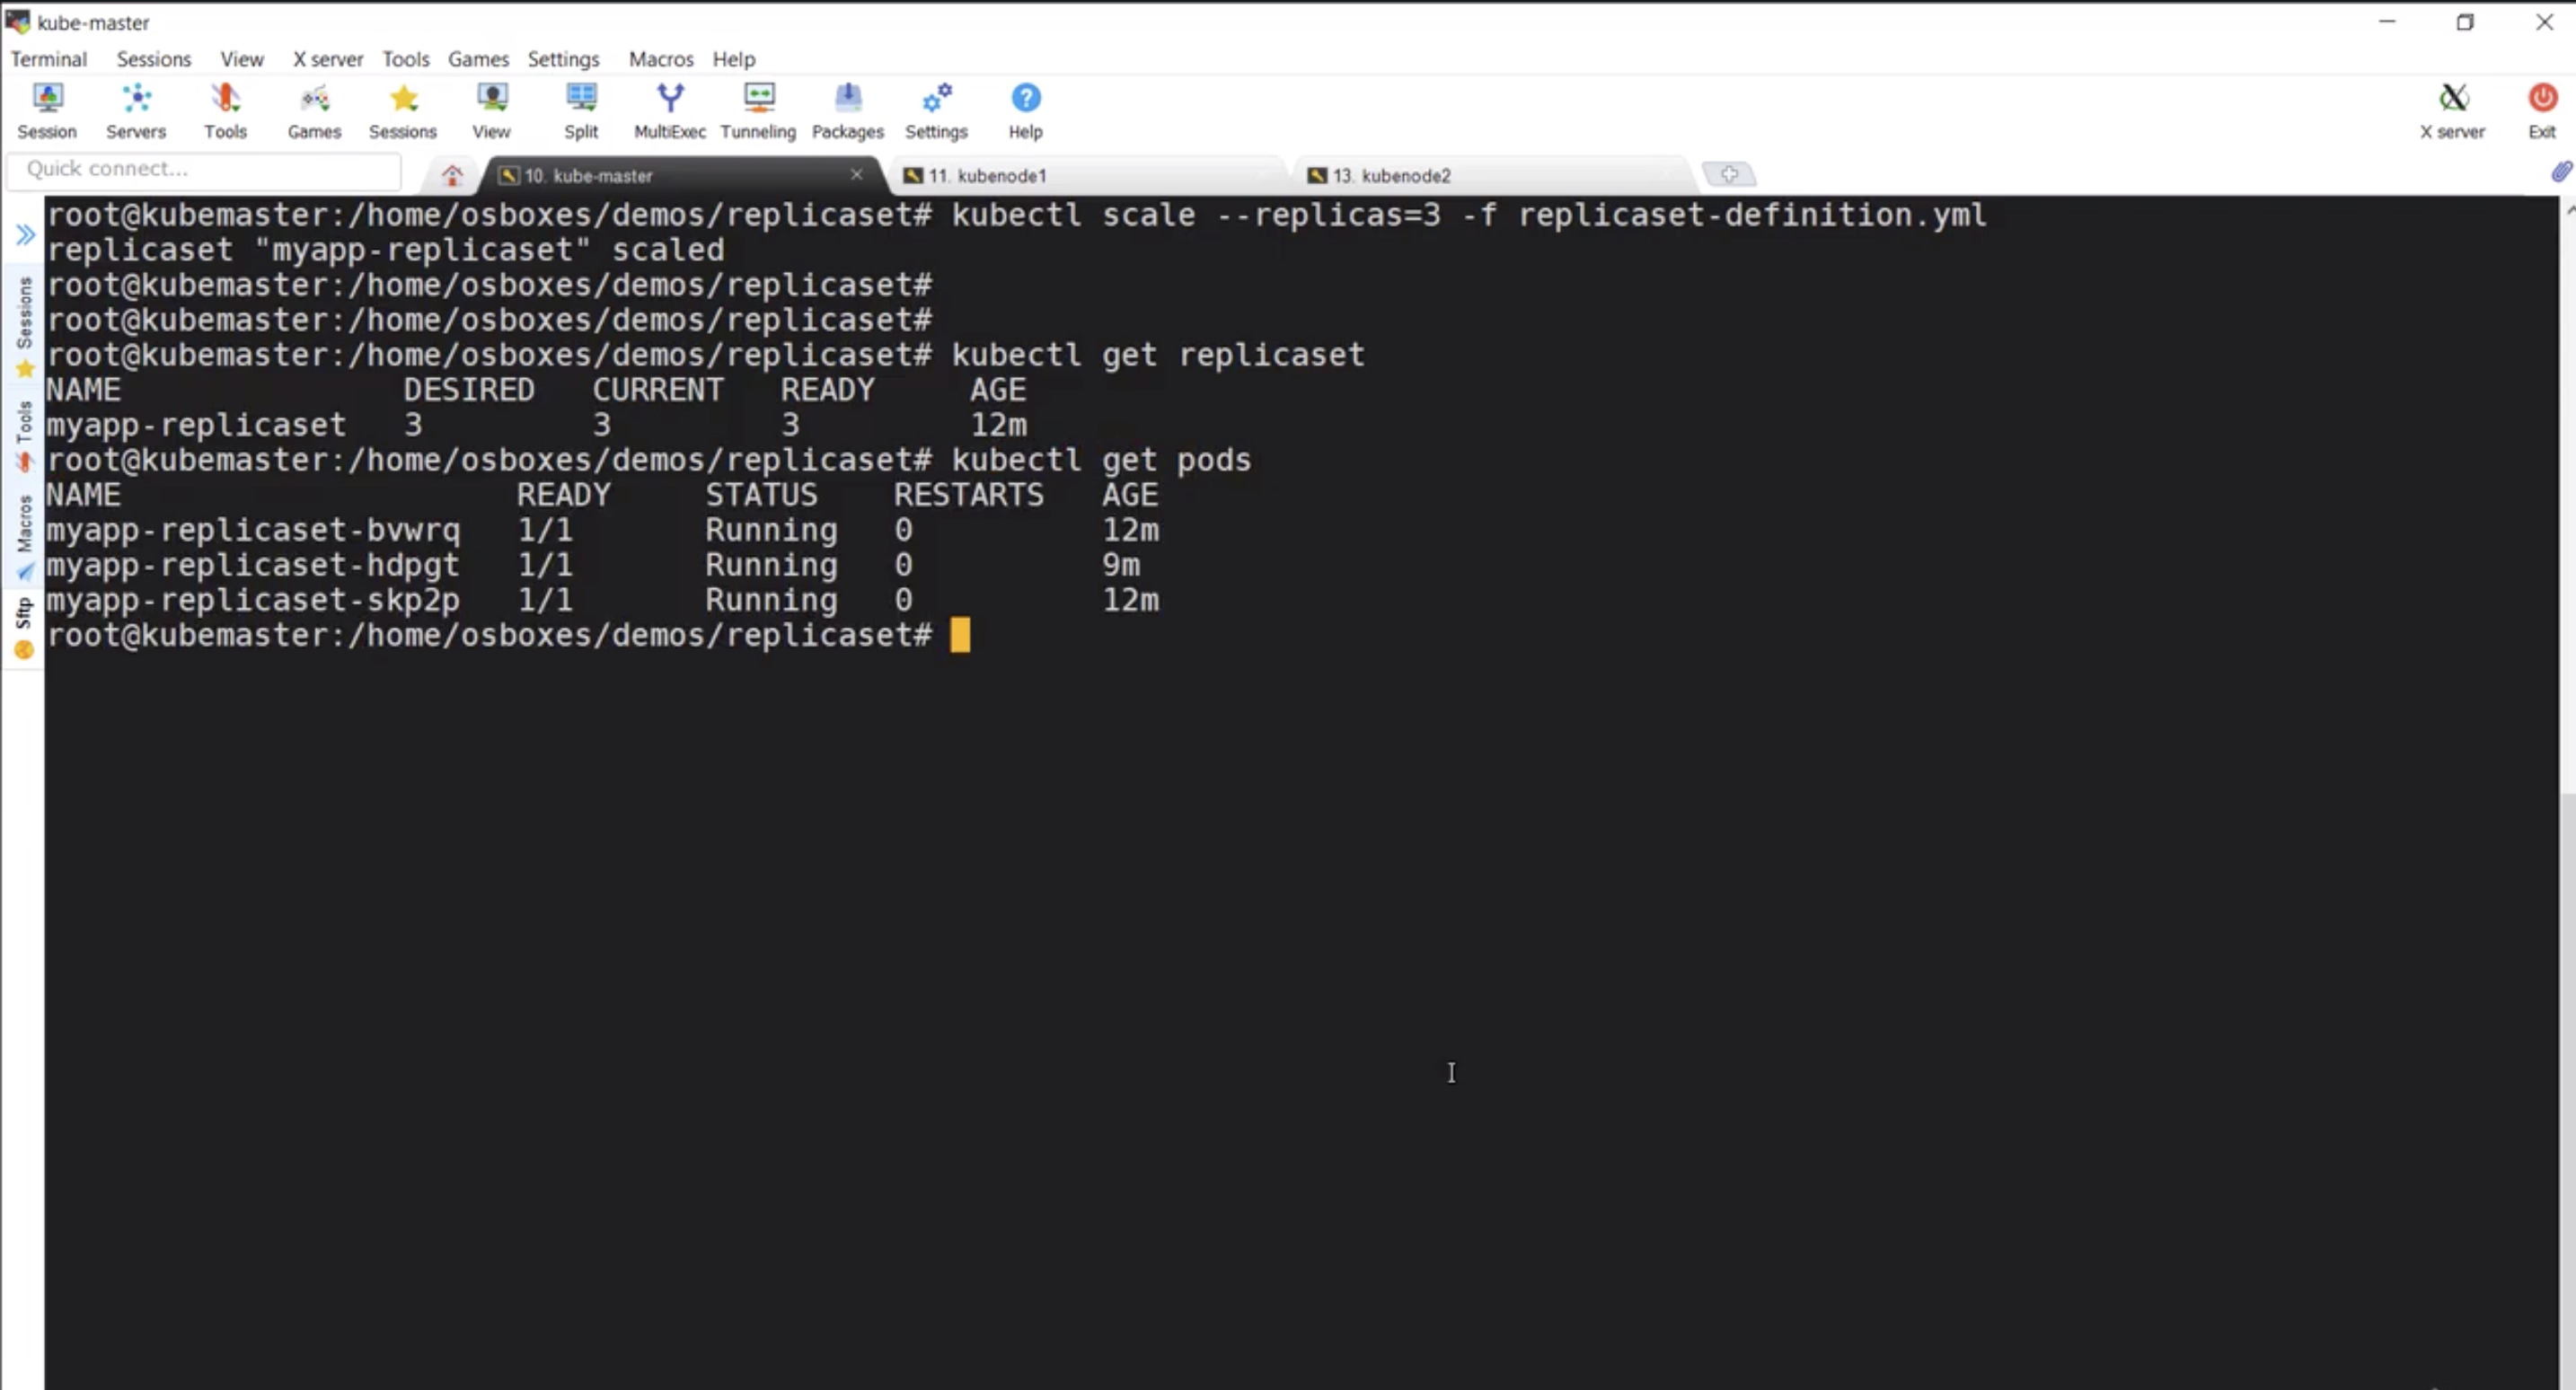 kube-master
Terminal Sessions View X server Tools Games Settings Macros Help
Session Servers Tools Games Sessions View Split MultiExec Tunneling Packages Settings Help X server Exit
Quick connect... 10. kube-master 11. kubenode1 13. kubenode2
root@kubemaster:/home/osboxes/demos/replicaset# kubectl scale --replicas=3 -f replicaset-definition.yml
replicaset "myapp-replicaset" scaled
root@kubemaster:/home/osboxes/demos/replicaset#
root@kubemaster:/home/osboxes/demos/replicaset#
root@kubemaster:/home/osboxes/demos/replicaset# kubectl get replicaset
NAME DESIRED CURRENT READY AGE
myapp-replicaset 3 3 3 12m
root@kubemaster:/home/osboxes/demos/replicaset# kubectl get pods
NAME READY STATUS RESTARTS AGE
myapp-replicaset-bvwrq 1/1 Running 0 12m
myapp-replicaset-hdpgt 1/1 Running 0 9m
myapp-replicaset-skp2p 1/1 Running 0 12m
root@kubemaster:/home/osboxes/demos/replicaset#
Sessions
Tools
Macros
Sftp